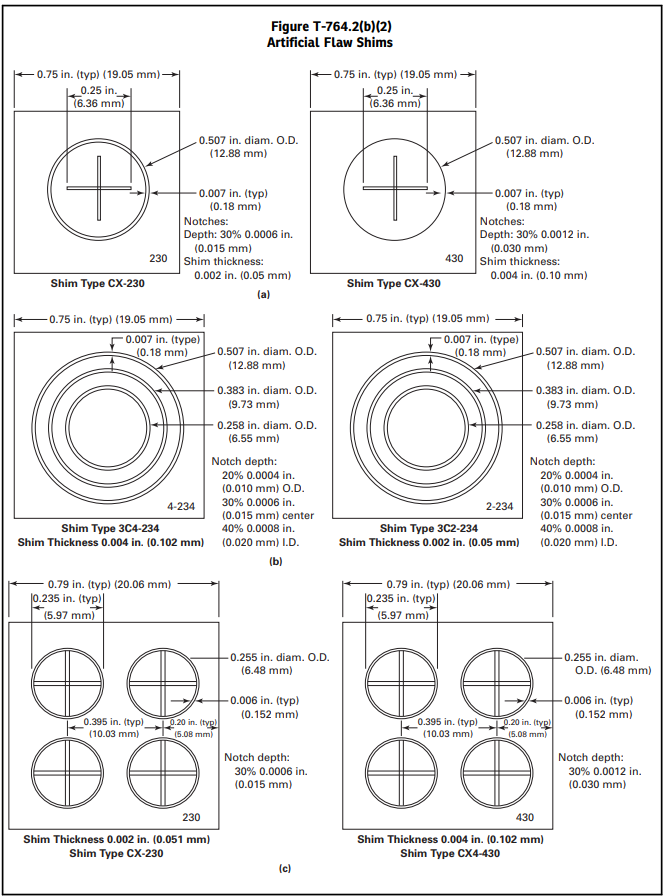 Figure T-764.2(b)(2)
Artificial Flaw Shims
0.75 in. (typ) (19.05 mm)
0.25 in.
(6.36 mm)
0.507 in. diam. O.D.
(12.88 mm)
0.007 in. (typ)
(0.18 mm)
Notches:
Depth: 30% 0.0006 in.
(0.015 mm)
Shim thickness:
0.002 in. (0.05 mm)
230
Shim Type CX-230
0.75 in. (typ) (19.05 mm)
0.25 in.
(6.36 mm)
0.507 in. diam. O.D.
(12.88 mm)
0.007 in. (typ)
(0.18 mm)
Notches:
Depth: 30% 0.0012 in.
(0.030 mm)
Shim thickness:
0.004 in. (0.10 mm)
430
Shim Type CX-430
(a)
0.75 in. (typ) (19.05 mm)
0.007 in. (type)
(0.18 mm)
0.507 in. diam. O.D.
(12.88 mm)
0.383 in. diam. O.D.
(9.73 mm)
0.258 in. diam. O.D.
(6.55 mm)
Notch depth:
20% 0.0004 in.
(0.010 mm) O.D.
30% 0.0006 in.
(0.015 mm) center
40% 0.0008 in.
(0.020 mm) I.D.
4-234
Shim Type 3C4-234
Shim Thickness 0.004 in. (0.102 mm)
0.75 in. (typ) (19.05 mm)
0.007 in. (typ)
(0.18 mm)
0.507 in. diam. O.D.
(12.88 mm)
0.383 in. diam. O.D.
(9.73 mm)
0.258 in. diam. O.D.
(6.55 mm)
Notch depth:
20% 0.0004 in.
(0.010 mm) O.D.
30% 0.0006 in.
(0.015 mm) center
40% 0.0008 in.
(0.020 mm) I.D.
2-234
Shim Type 3C2-234
Shim Thickness 0.002 in. (0.05 mm)
(b)
0.79 in. (typ) (20.06 mm)
0.235 in. (typ)
(5.97 mm)
0.255 in. diam. O.D.
(6.48 mm)
0.006 in. (typ)
(0.152 mm)
0.395 in. (typ)
(10.03 mm)
0.20 in. (typ)
(5.08 mm)
Notch depth:
30% 0.0006 in.
(0.015 mm)
230
Shim Thickness 0.002 in. (0.051 mm)
Shim Type CX-230
0.79 in. (typ) (20.06 mm)
0.235 in. (typ)
(5.97 mm)
0.255 in. diam.
O.D. (6.48 mm)
0.006 in. (typ)
(0.152 mm)
0.395 in. (typ)
(10.03 mm)
0.20 in. (typ)
(5.08 mm)
Notch depth:
30% 0.0012 in.
(0.030 mm)
430
Shim Thickness 0.004 in. (0.102 mm)
Shim Type CX4-430
(c)